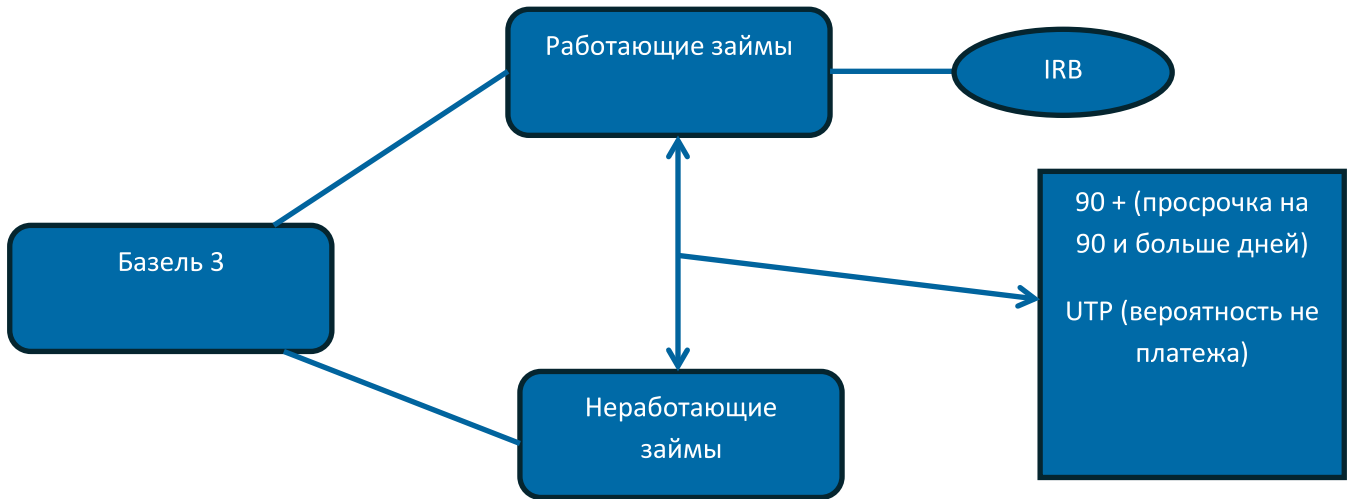 Работающие займы
IRB
90 + (просрочка на
90 и больше дней)
Базель 3
UTP (вероятность не
платежа)
Неработающие
займы